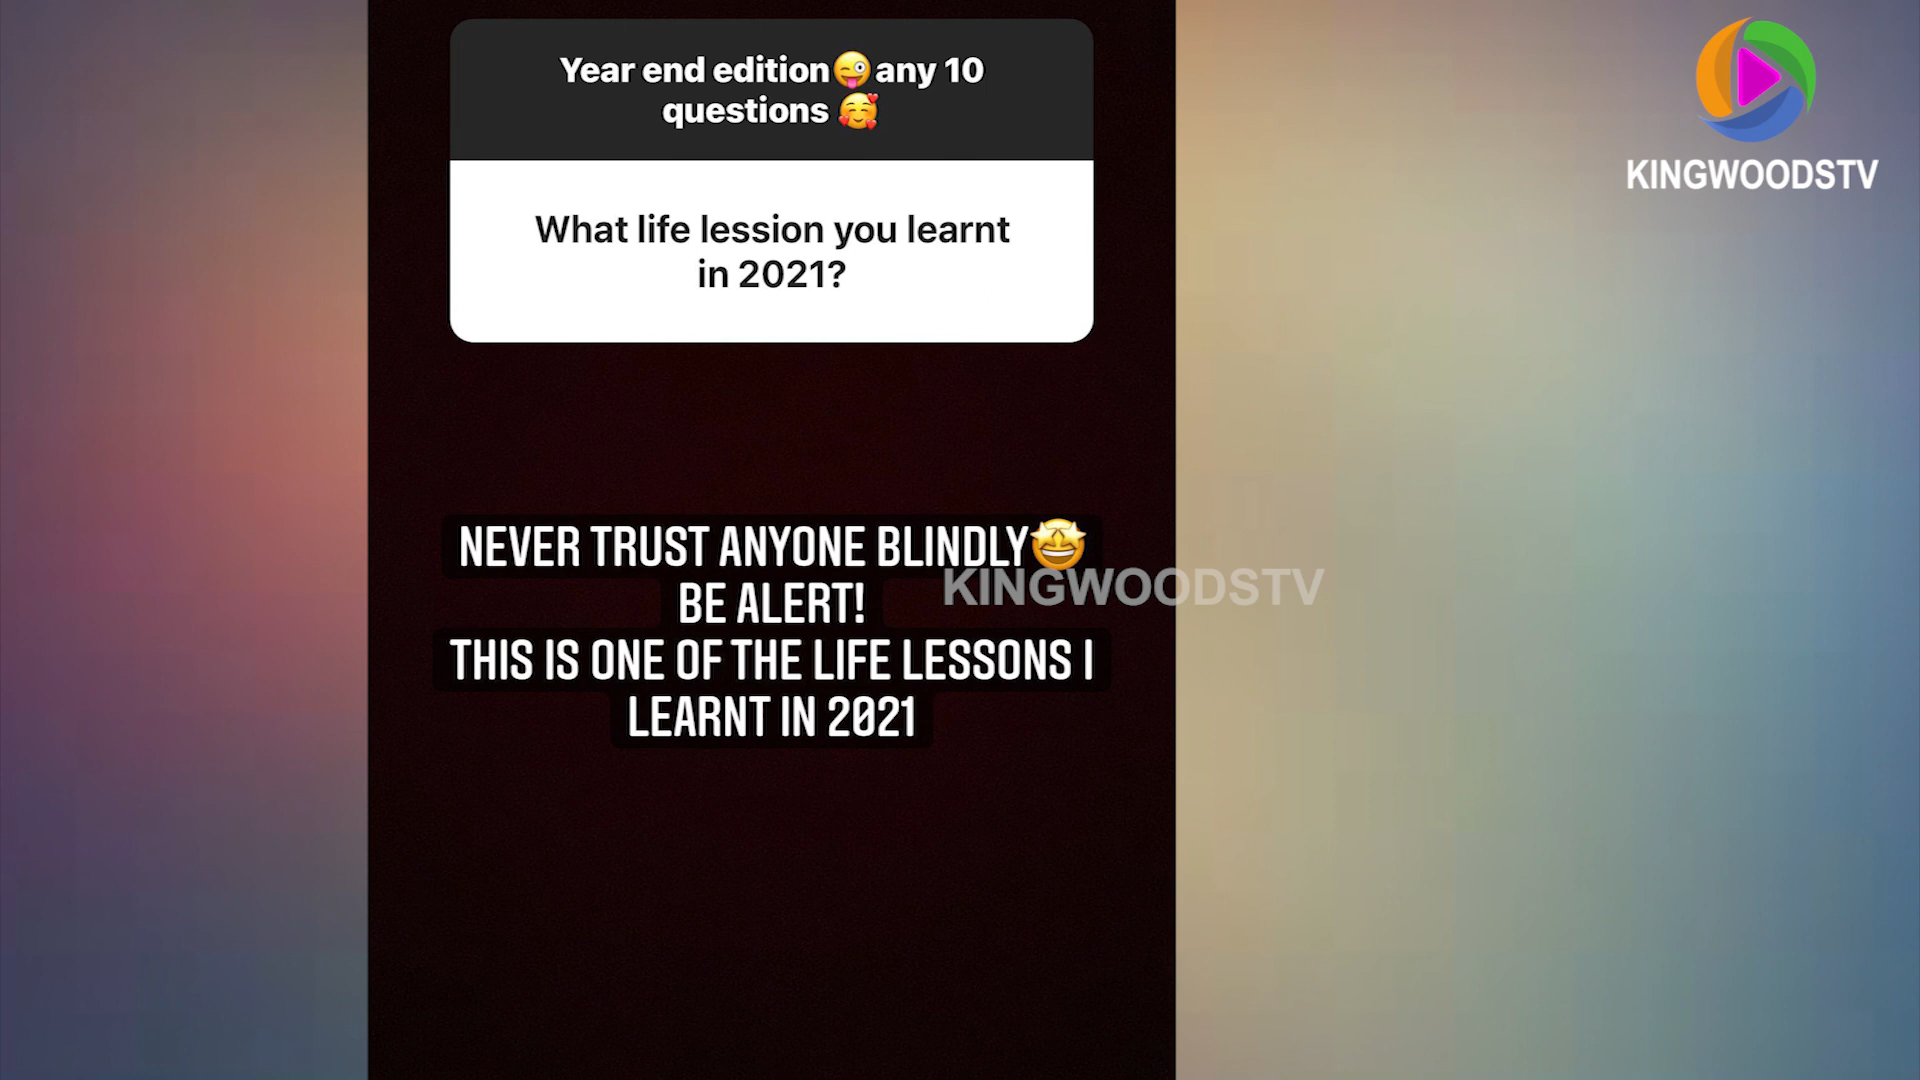 Year end edition😜any 10
questions 🥰
KINGWOODSTV
What life lession you learnt
in 2021?
NEVER TRUST ANYONE BLINDLY🤩
KINGWOODSTV
BE ALERT!
THIS IS ONE OF THE LIFE LESSONS I
LEARNT IN 2021